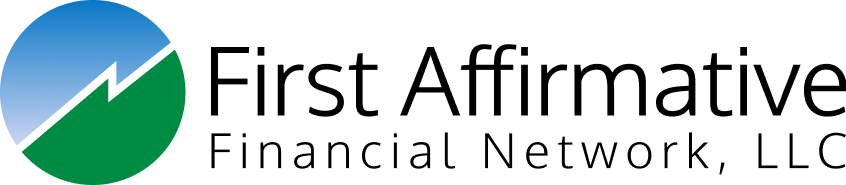 First Affirmative
Financial Network, LLC